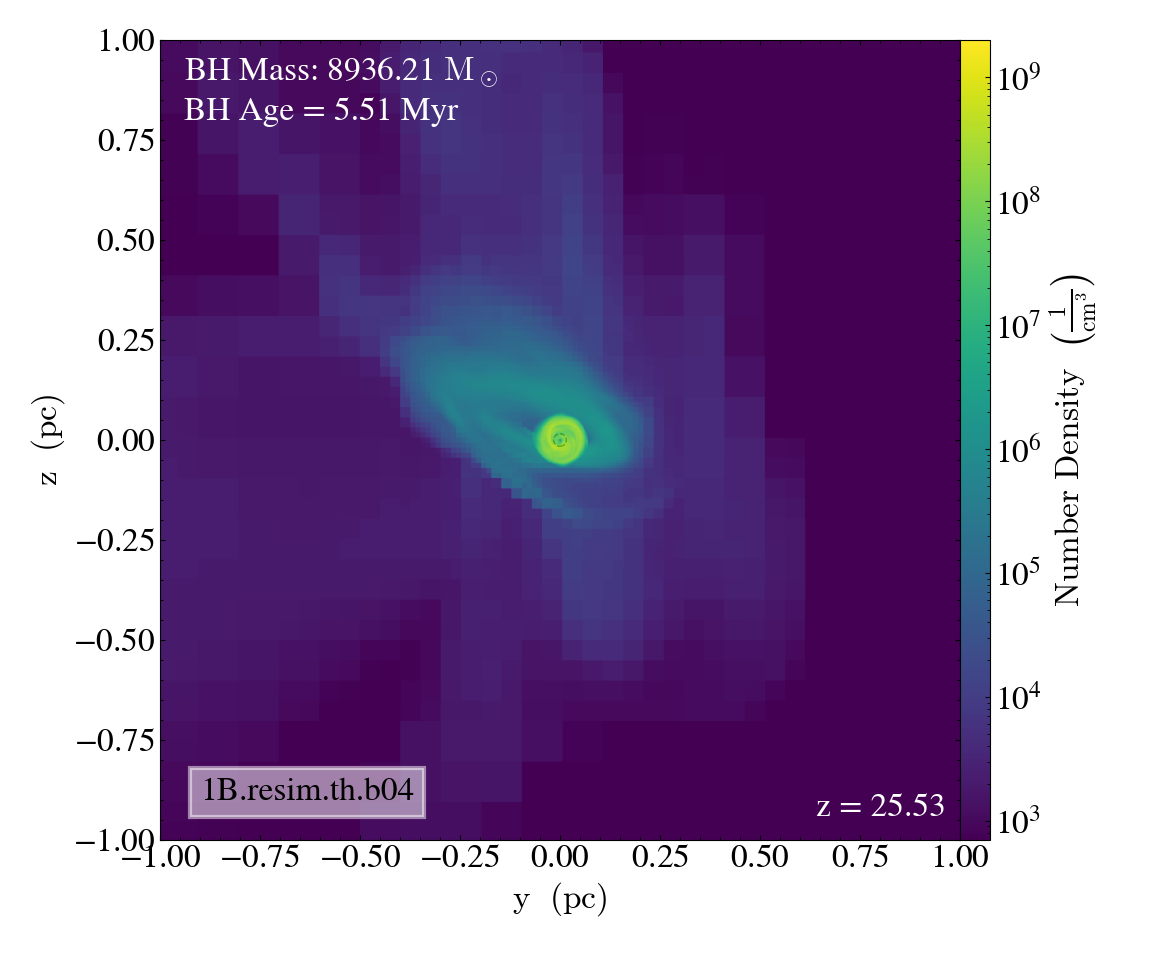 BH Mass: 8936.21 M☉
BH Age = 5.51 Myr
1B.resim.th.b04
z = 25.53
1.00
0.75
0.50
0.25
0.00
−0.25
−0.50
−0.75
−1.00
z (pc)
−1.00 −0.75 −0.50 −0.25 0.00 0.25 0.50 0.75 1.00
y (pc)
10⁹
10⁸
10⁷
10⁶
10⁵
10⁴
10³
Number Density (1/cm³)